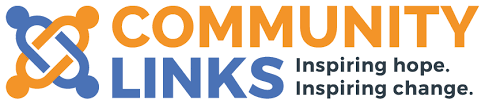 COMMUNITY
LINKS
Inspiring hope.
Inspiring change.